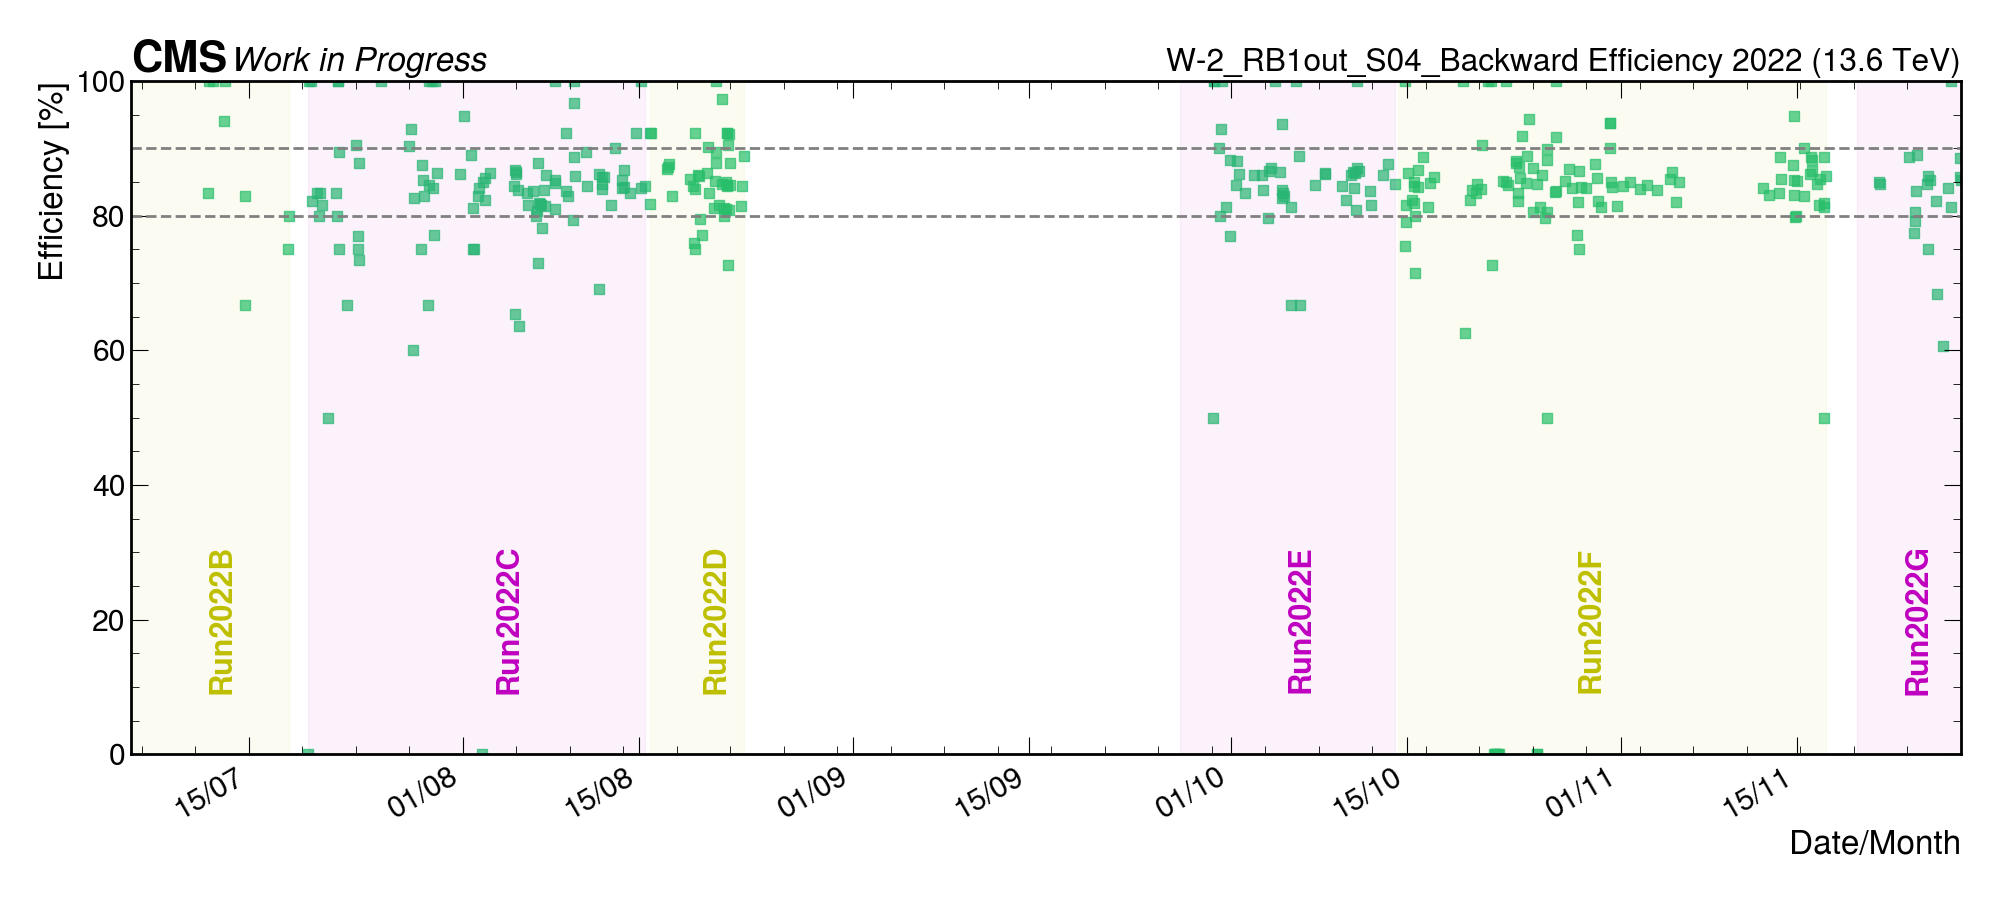 CMS Work in Progress
W-2_RB1out_S04_Backward Efficiency 2022 (13.6 TeV)
Efficiency [%]
100
80
60
40
20
0
Run2022B
Run2022C
Run2022D
Run2022E
Run2022F
Run2022G
15/07
01/08
15/08
01/09
15/09
01/10
15/10
01/11
15/11
Date/Month